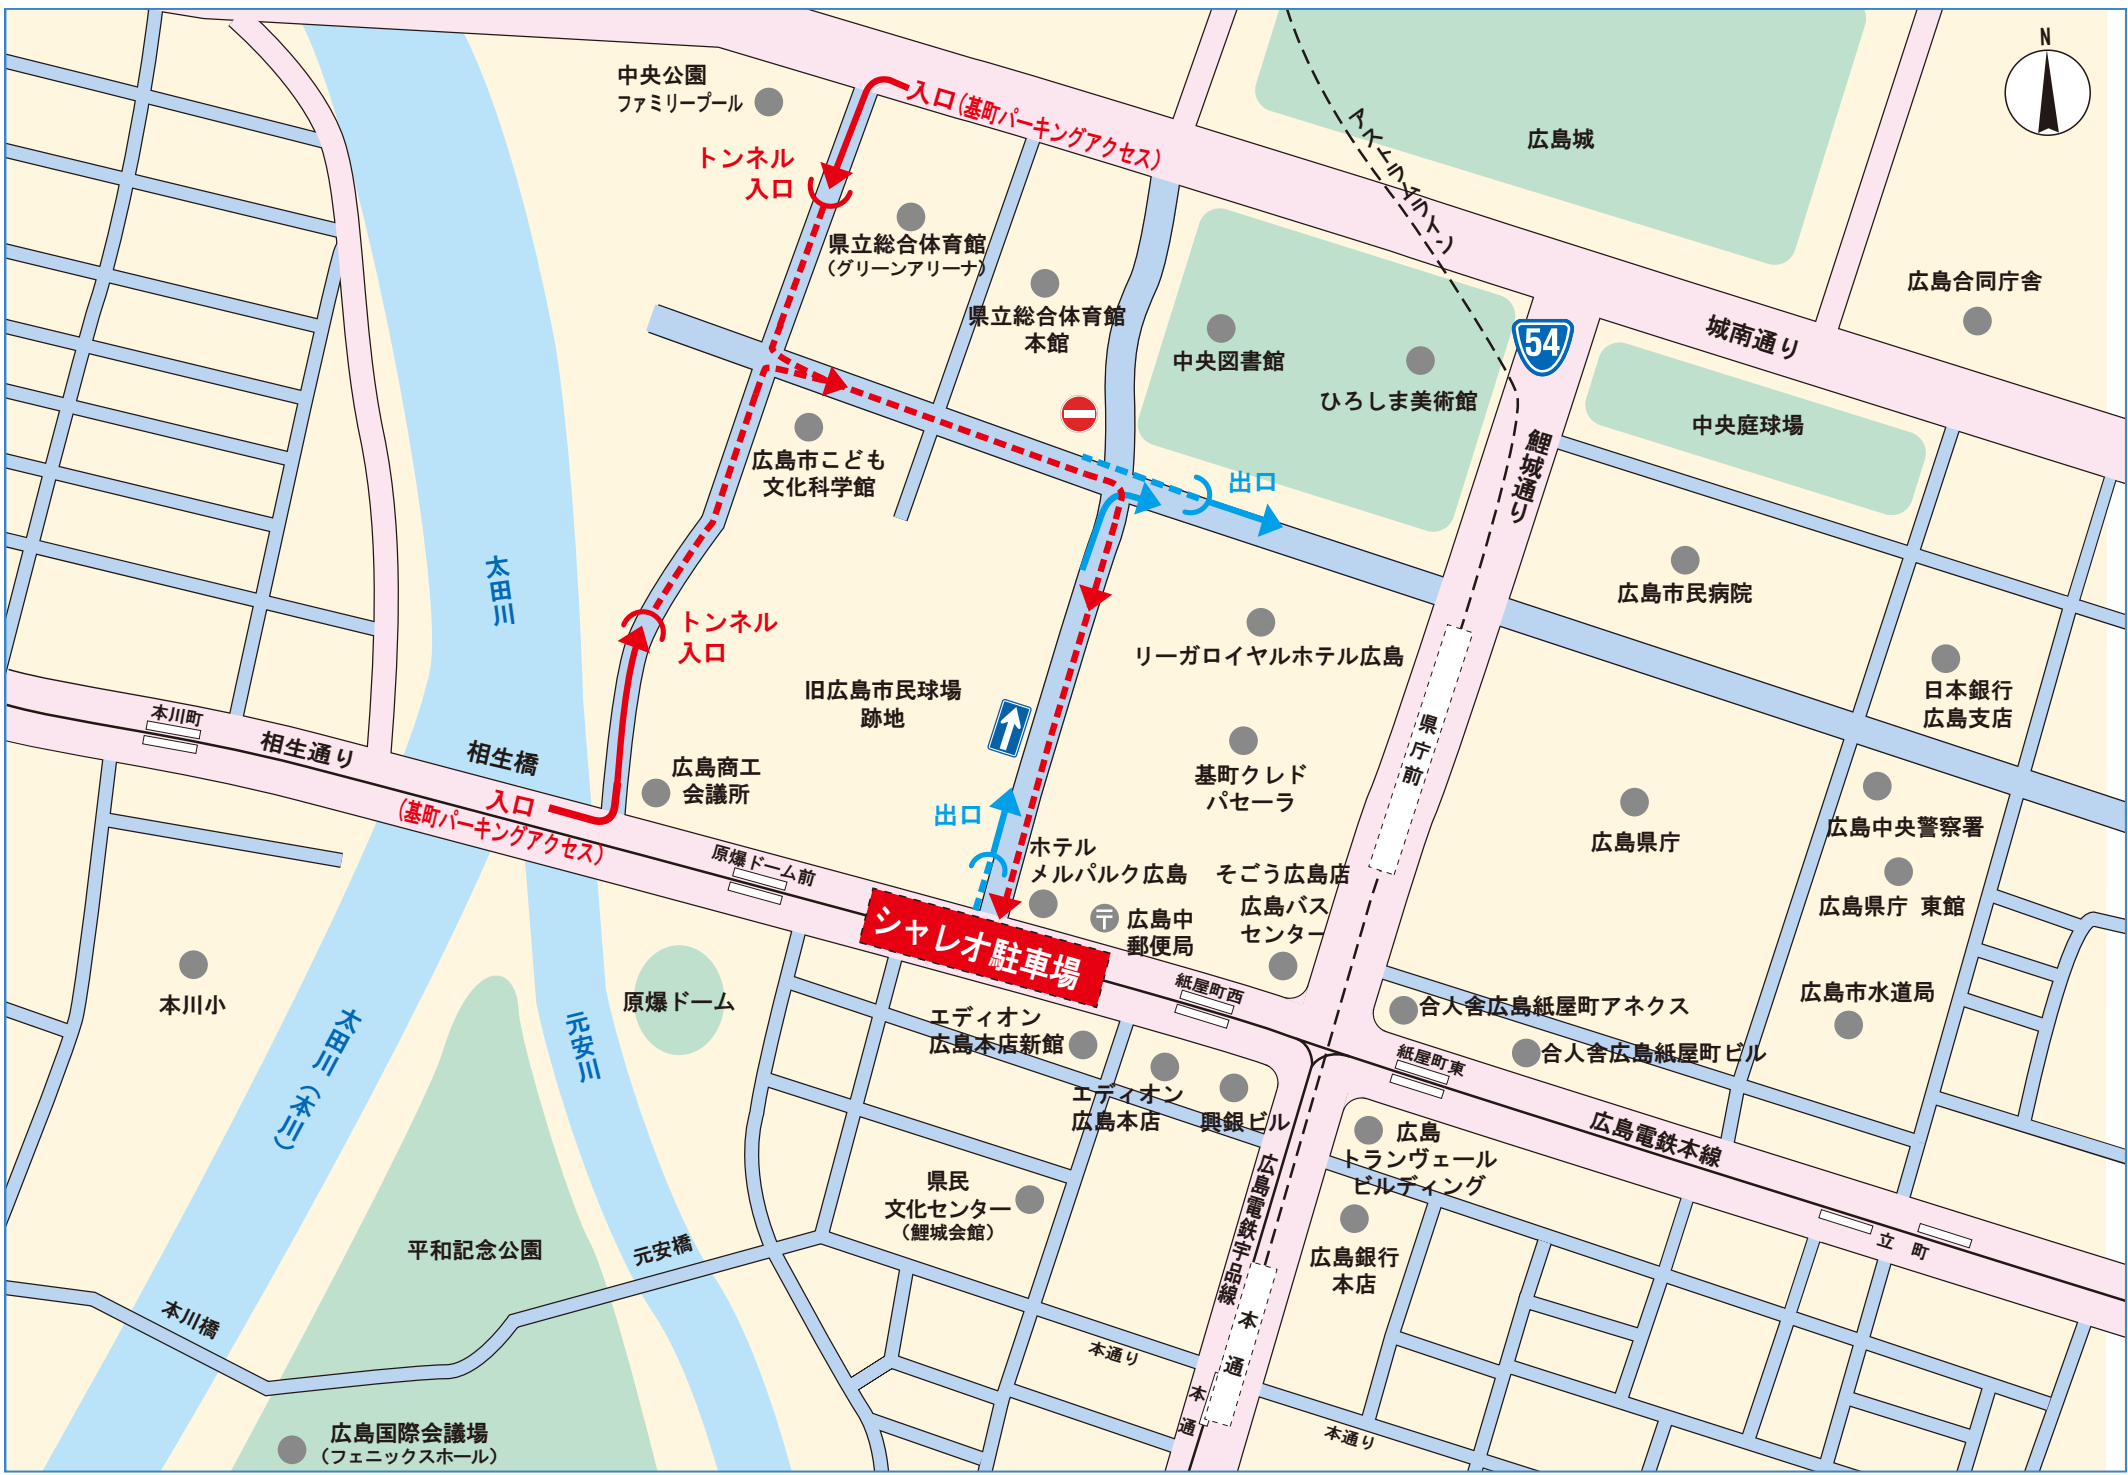 N
中央公園
ファミリープール
入口(基町パーキングアクセス)
トンネル
入口
アストラムライン
広島城
県立総合体育館
(グリーンアリーナ)
県立総合体育館
本館
広島合同庁舎
54
城南通り
中央図書館
ひろしま美術館
中央庭球場
鯉城通り
広島市こども
文化科学館
出口
太田川
トンネル
入口
広島市民病院
リーガロイヤルホテル広島
旧広島市民球場
跡地
日本銀行
広島支店
本川町
相生通り
相生橋
県庁前
広島商工
会議所
基町クレド
パセーラ
入口
(基町パーキングアクセス)
出口
広島県庁
広島中央警察署
原爆ドーム前
ホテル
メルパルク広島
そごう広島店
広島バス
センター
〒
広島中
郵便局
広島県庁 東館
シャレオ駐車場
本川小
原爆ドーム
紙屋町西
広島市水道局
太田川(本川)
元安川
エディオン
広島本店新館
合人舎広島紙屋町アネクス
合人舎広島紙屋町ビル
紙屋町東
エディオン
広島本店
興銀ビル
広島
トランヴェール
ビルディング
広島電鉄本線
広島電鉄宇品線
県民
文化センター
(鯉城会館)
平和記念公園
元安橋
広島銀行
本店
立 町
本川橋
本通
本通り
本通
本通り
広島国際会議場
(フェニックスホール)